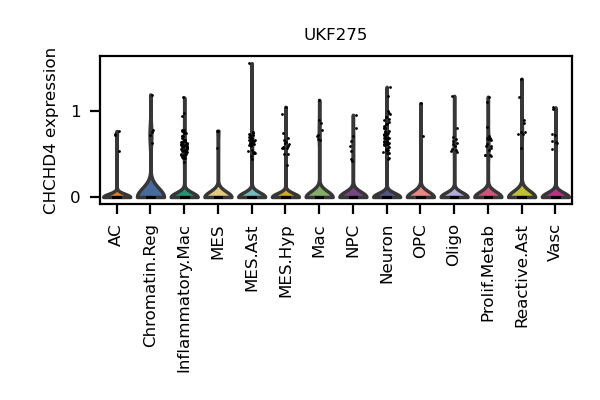 UKF275
CHCHD4 expression
1
0
AC
Chromatin.Reg
Inflammatory.Mac
MES
MES.Ast
MES.Hyp
Mac
NPC
Neuron
OPC
Oligo
Prolif.Metab
Reactive.Ast
Vasc